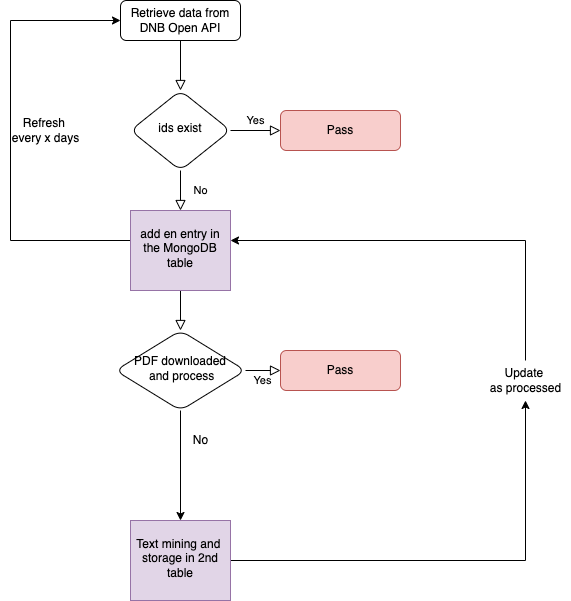 Retrieve data from
DNB Open API
Refresh
every x days
ids exist
Yes
Pass
No
add en entry in
the MongoDB
table
PDF downloaded
and process
Yes
Pass
Update
as processed
No
Text mining and
storage in 2nd
table